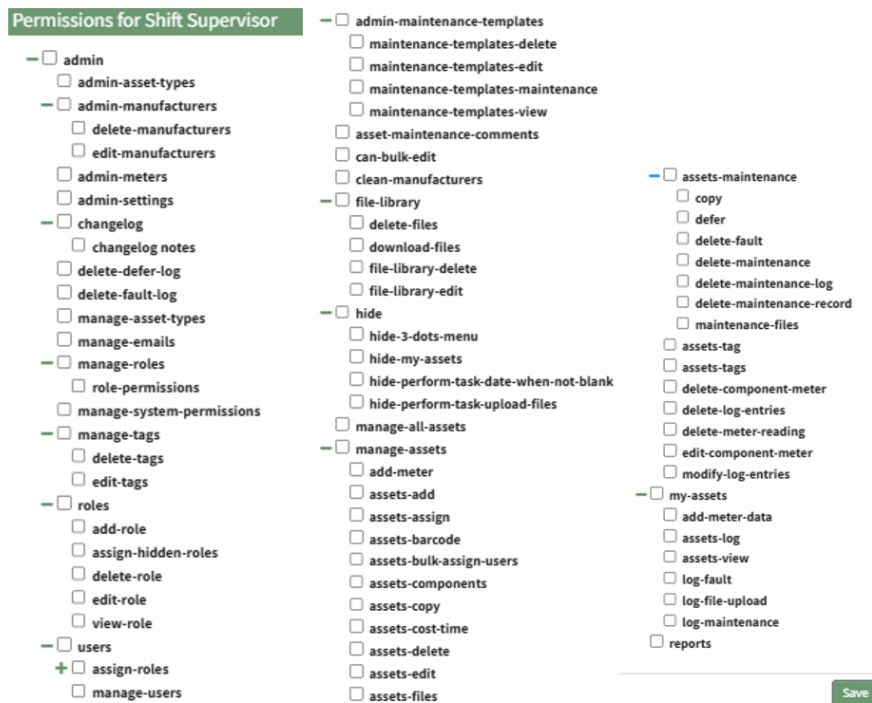 Permissions for Shift Supervisor
admin
admin-asset-types
admin-manufacturers
delete-manufacturers
edit-manufacturers
admin-meters
admin-settings
changelog
changelog notes
delete-defer-log
delete-fault-log
manage-asset-types
manage-emails
manage-roles
role-permissions
manage-system-permissions
manage-tags
delete-tags
edit-tags
roles
add-role
assign-hidden-roles
delete-role
edit-role
view-role
users
assign-roles
manage-users
admin-maintenance-templates
maintenance-templates-delete
maintenance-templates-edit
maintenance-templates-maintenance
maintenance-templates-view
asset-maintenance-comments
can-bulk-edit
clean-manufacturers
file-library
delete-files
download-files
file-library-delete
file-library-edit
hide
hide-3-dots-menu
hide-my-assets
hide-perform-task-date-when-not-blank
hide-perform-task-upload-files
manage-all-assets
manage-assets
add-meter
assets-add
assets-assign
assets-barcode
assets-bulk-assign-users
assets-components
assets-copy
assets-cost-time
assets-delete
assets-edit
assets-files
assets-maintenance
copy
defer
delete-fault
delete-maintenance
delete-maintenance-log
delete-maintenance-record
maintenance-files
assets-tag
assets-tags
delete-component-meter
delete-log-entries
delete-meter-reading
edit-component-meter
modify-log-entries
my-assets
add-meter-data
assets-log
assets-view
log-fault
log-file-upload
log-maintenance
reports
Save